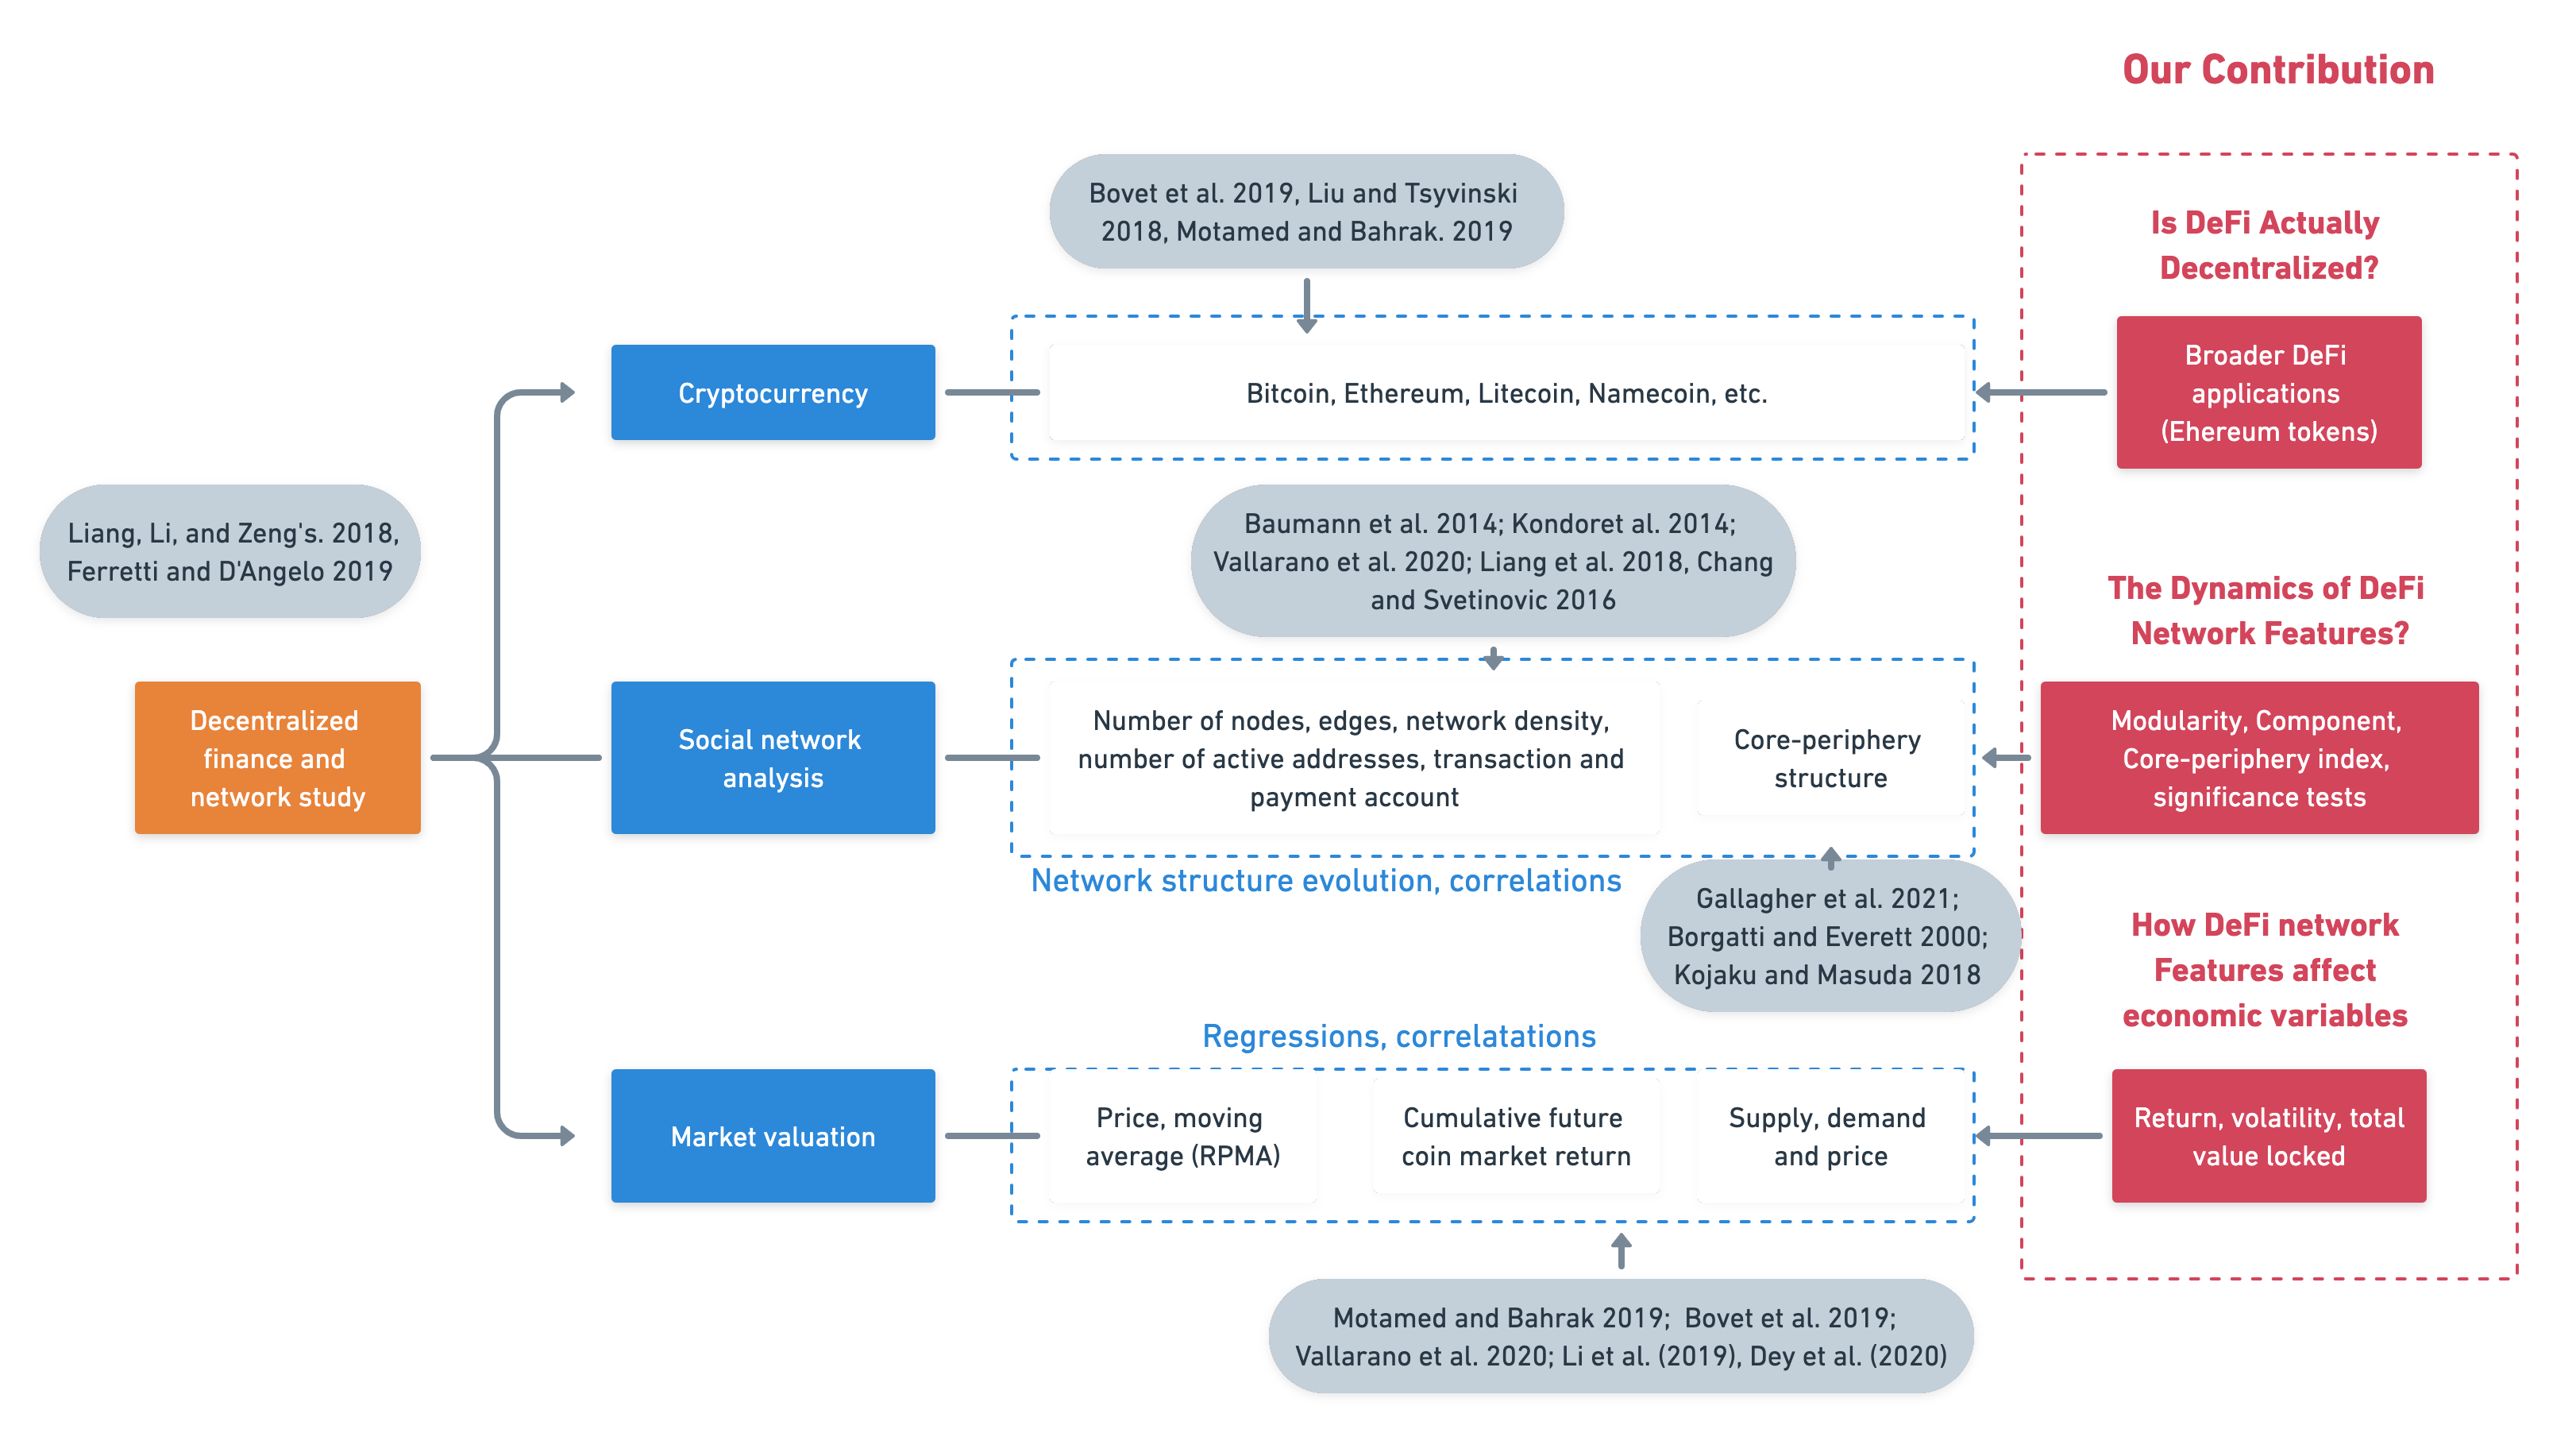 Our Contribution
Bovet et al. 2019, Liu and Tsyvinski
2018, Motamed and Bahrak. 2019
Is DeFi Actually
Decentralized?
Cryptocurrency
Bitcoin, Ethereum, Litecoin, Namecoin, etc.
Broader DeFi
applications
(Ehereum tokens)
Liang, Li, and Zeng's. 2018,
Ferretti and D'Angelo 2019
Baumann et al. 2014; Kondoret al. 2014;
Vallarano et al. 2020; Liang et al. 2018, Chang
and Svetinovic 2016
The Dynamics of DeFi
Network Features?
Decentralized
finance and
network study
Social network
analysis
Number of nodes, edges, network density,
number of active addresses, transaction and
payment account
Core-periphery
structure
Modularity, Component,
Core-periphery index,
significance tests
Network structure evolution, correlations
Gallagher et al. 2021;
Borgatti and Everett 2000;
Kojaku and Masuda 2018
How DeFi network
Features affect
economic variables
Regressions, correlatations
Market valuation
Price, moving
average (RPMA)
Cumulative future
coin market return
Supply, demand
and price
Return, volatility, total
value locked
Motamed and Bahrak 2019;  Bovet et al. 2019;
Vallarano et al. 2020; Li et al. (2019), Dey et al. (2020)